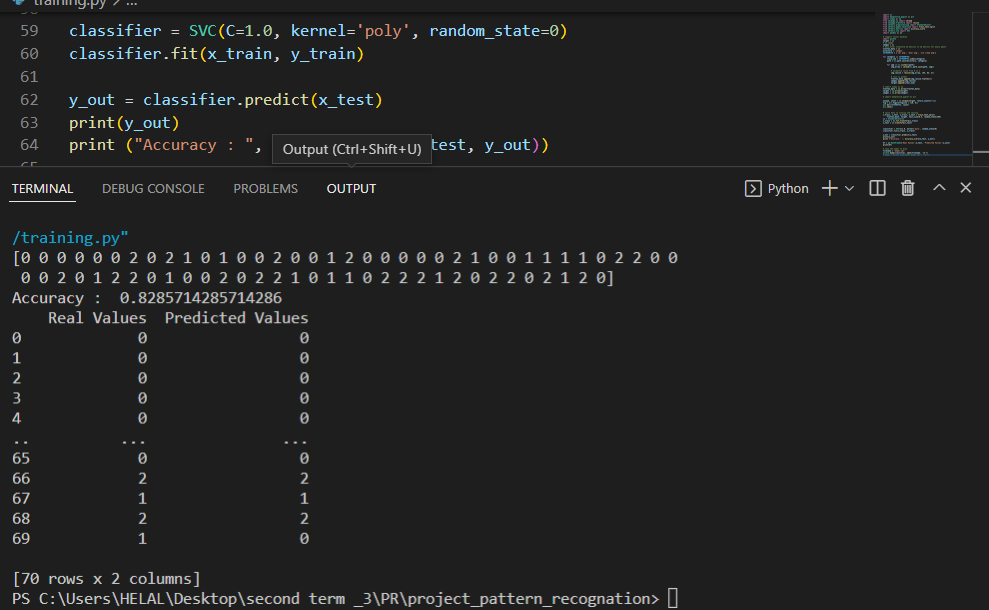 training.py > ...
59 classifier = SVC(C=1.0, kernel='poly', random_state=0)
60 classifier.fit(x_train, y_train)
61
62 y_out = classifier.predict(x_test)
63 print(y_out)
64 print ("Accuracy : ", test, y_out))
Output (Ctrl+Shift+U)
TERMINAL DEBUG CONSOLE PROBLEMS OUTPUT Python
/training.py"
[0 0 0 0 0 0 2 0 2 1 0 1 0 0 2 0 0 1 2 0 0 0 0 0 2 1 0 0 1 1 1 1 0 2 2 0 0
0 0 2 0 1 2 2 0 1 0 0 2 0 2 2 1 0 1 1 0 2 2 2 1 2 0 2 2 0 2 1 2 0]
Accuracy : 0.8285714285714286
Real Values Predicted Values
0 0 0
1 0 0
2 0 0
3 0 0
4 0 0
.. ... ...
65 0 0
66 2 2
67 1 1
68 2 2
69 1 0
[70 rows x 2 columns]
PS C:\Users\HELAL\Desktop\second term _3\PR\project_pattern_recognation>